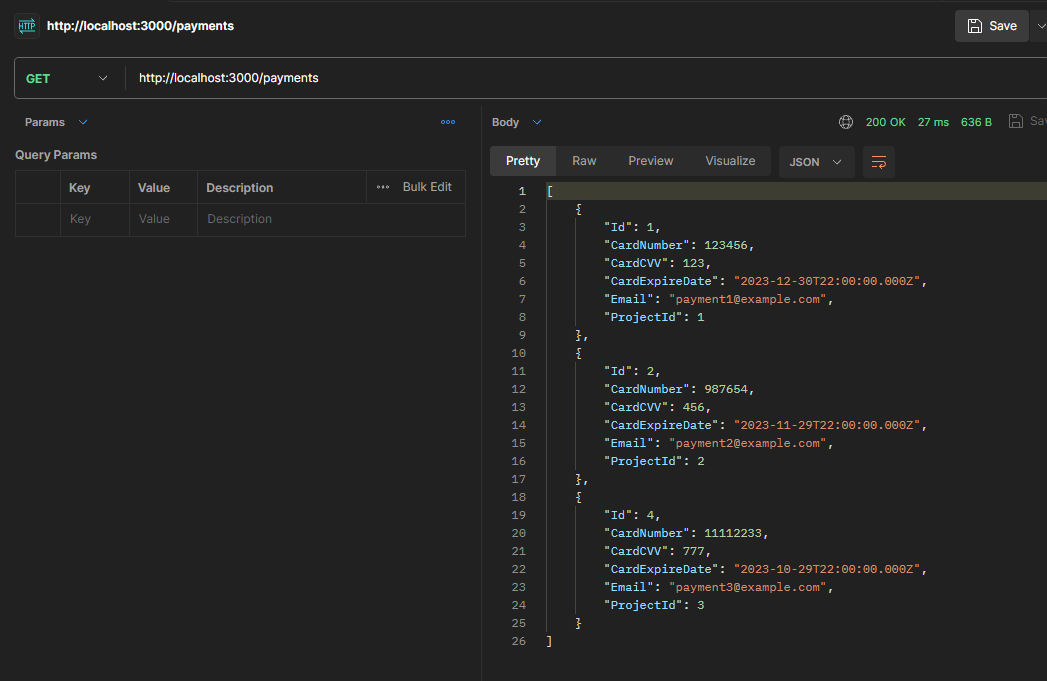 HTTP http://localhost:3000/payments
Save
GET http://localhost:3000/payments
Params
Query Params
Key Value Description ••• Bulk Edit
Key Value Description
Body 200 OK 27 ms 636 B
Pretty Raw Preview Visualize JSON
1 [
2 {
3 "Id": 1,
4 "CardNumber": 123456,
5 "CardCVV": 123,
6 "CardExpireDate": "2023-12-30T22:00:00.000Z",
7 "Email": "payment1@example.com",
8 "ProjectId": 1
9 },
10 {
11 "Id": 2,
12 "CardNumber": 987654,
13 "CardCVV": 456,
14 "CardExpireDate": "2023-11-29T22:00:00.000Z",
15 "Email": "payment2@example.com",
16 "ProjectId": 2
17 },
18 {
19 "Id": 4,
20 "CardNumber": 11112233,
21 "CardCVV": 777,
22 "CardExpireDate": "2023-10-29T22:00:00.000Z",
23 "Email": "payment3@example.com",
24 "ProjectId": 3
25 }
26 ]